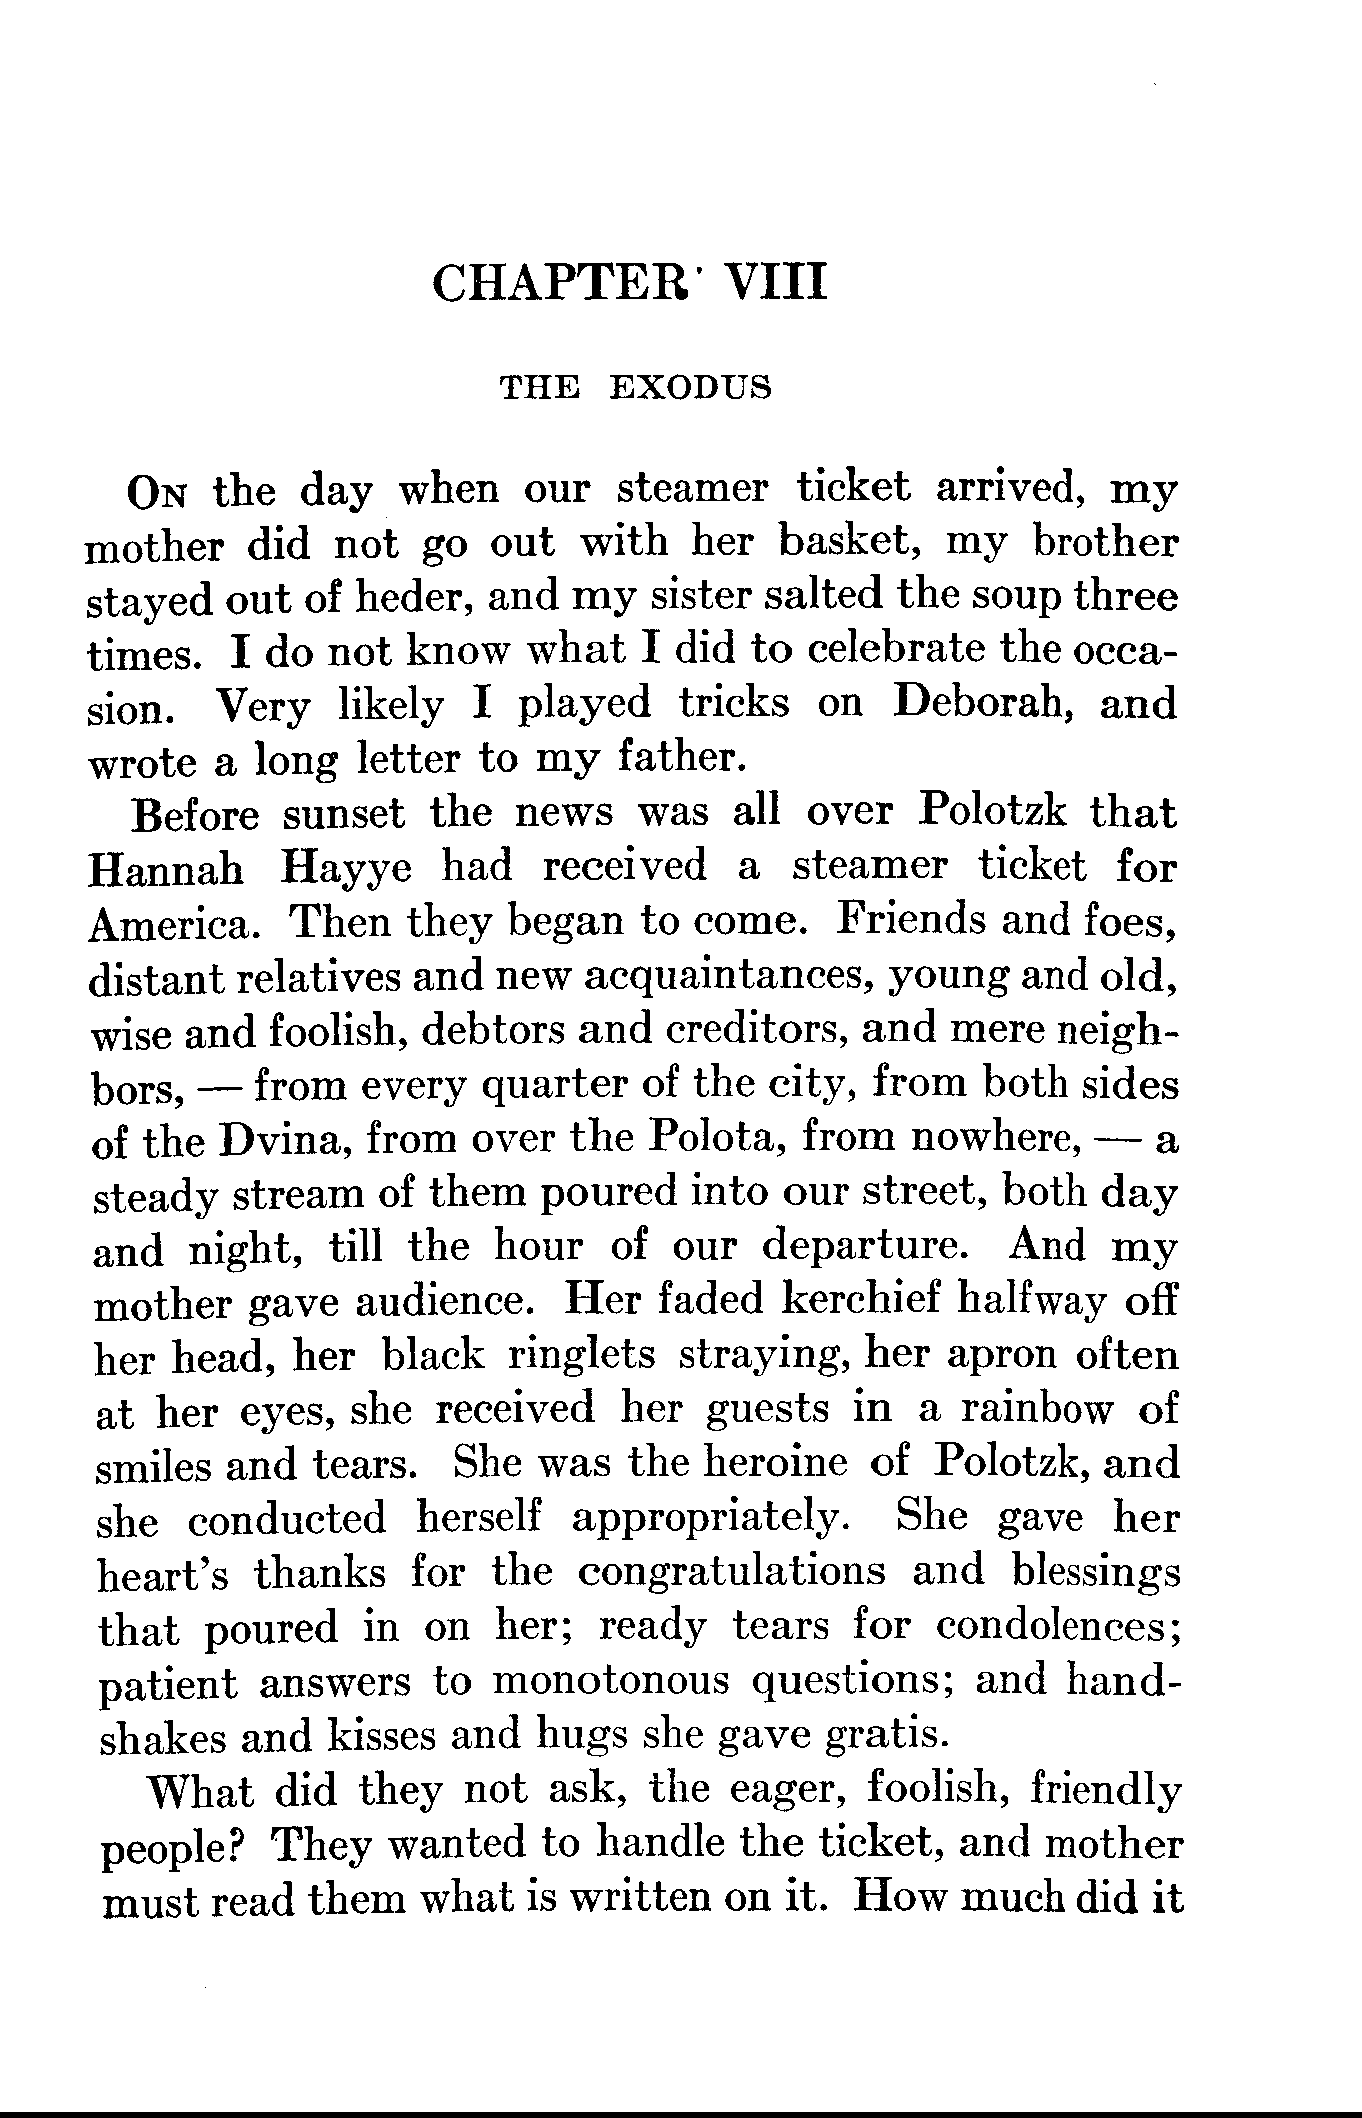 CHAPTER VIII
THE EXODUS
ON the day when our steamer ticket arrived, my
mother did not go out with her basket, my brother
stayed out of heder, and my sister salted the soup three
times. I do not know what I did to celebrate the occa-
sion. Very likely I played tricks on Deborah, and
wrote a long letter to my father.
Before sunset the news was all over Polotzk that
Hannah Hayye had received a steamer ticket for
America. Then they began to come. Friends and foes,
distant relatives and new acquaintances, young and old,
wise and foolish, debtors and creditors, and mere neigh-
bors, — from every quarter of the city, from both sides
of the Dvina, from over the Polota, from nowhere, — a
steady stream of them poured into our street, both day
and night, till the hour of our departure. And my
mother gave audience. Her faded kerchief halfway off
her head, her black ringlets straying, her apron often
at her eyes, she received her guests in a rainbow of
smiles and tears. She was the heroine of Polotzk, and
she conducted herself appropriately. She gave her
heart's thanks for the congratulations and blessings
that poured in on her; ready tears for condolences;
patient answers to monotonous questions; and hand-
shakes and kisses and hugs she gave gratis.
What did they not ask, the eager, foolish, friendly
people? They wanted to handle the ticket, and mother
must read them what is written on it. How much did it